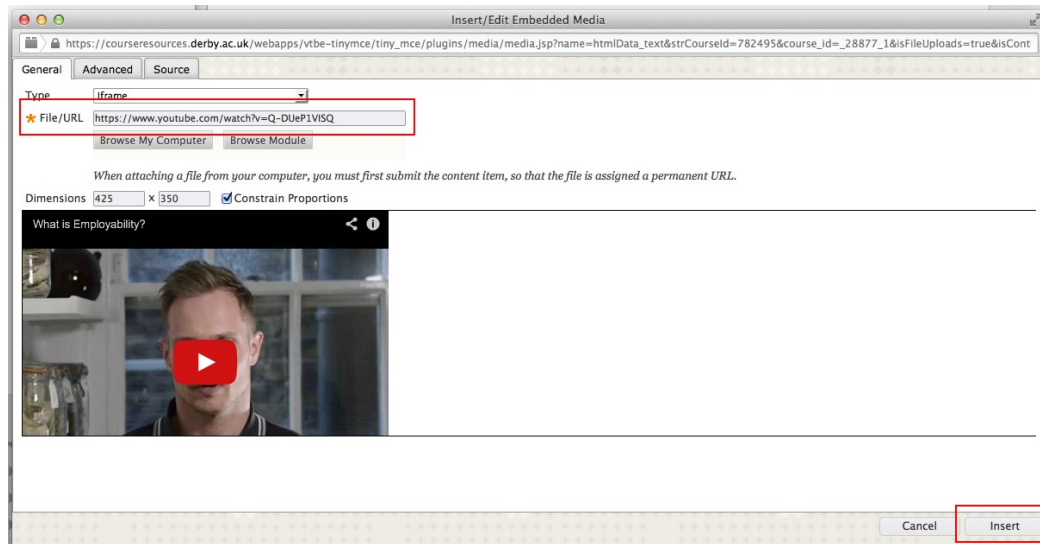 Insert/Edit Embedded Media
https://courseresources.derby.ac.uk/webapps/vtbe-tinymce/tiny_mce/plugins/media/media.jsp?name=htmlData_text&strCourseId=782495&course_id=_28877_1&isFileUploads=true&isCont
General Advanced Source
Type Iframe
* File/URL https://www.youtube.com/watch?v=Q-DUeP1VISQ
Browse My Computer Browse Module
When attaching a file from your computer, you must first submit the content item, so that the file is assigned a permanent URL.
Dimensions 425 x 350 Constrain Proportions
What is Employability?
Cancel Insert